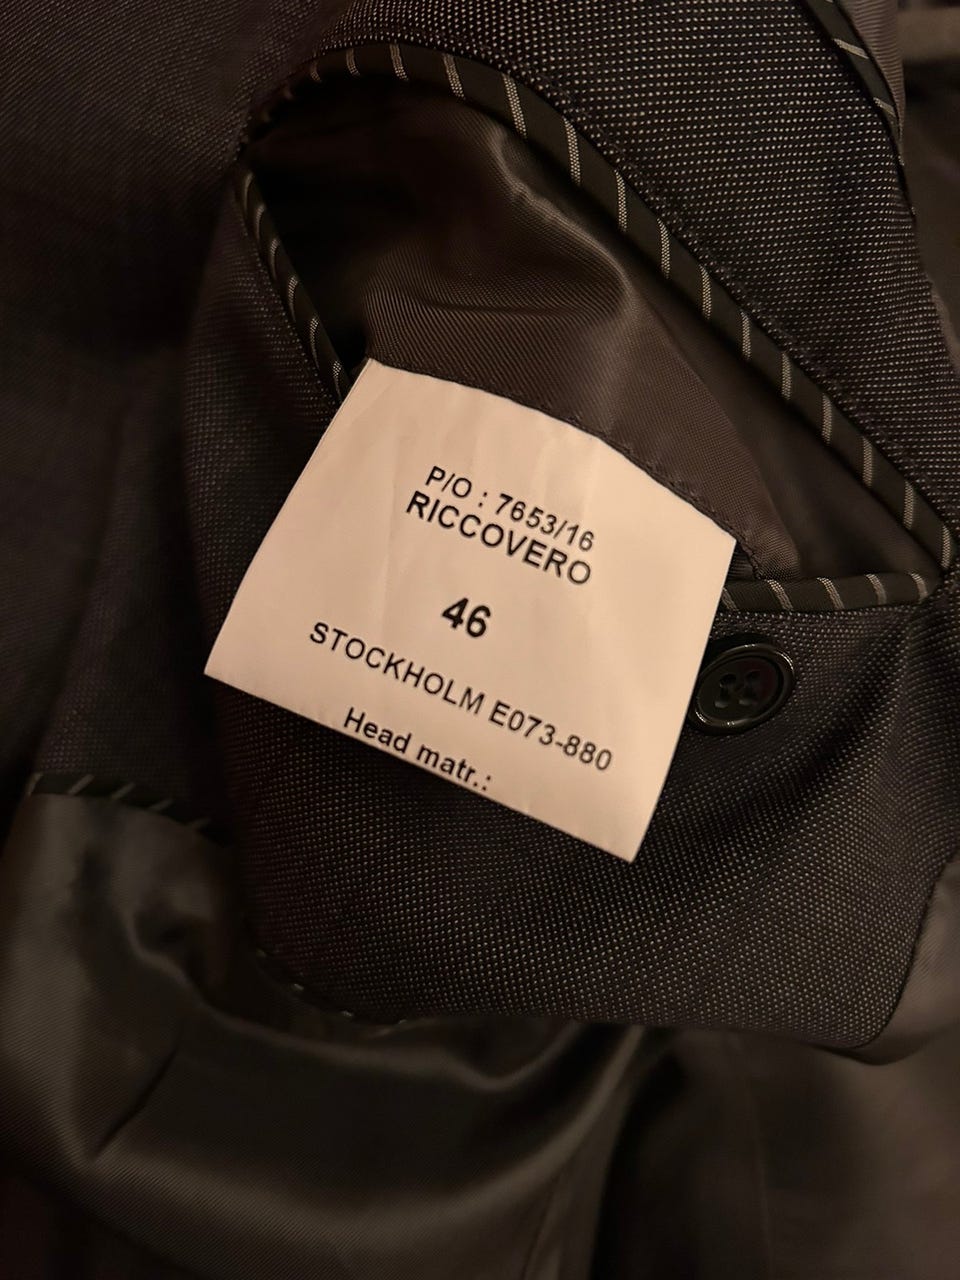 P/O : 7653/16
RICCOVERO
46
STOCKHOLM E073-880
Head matr.: